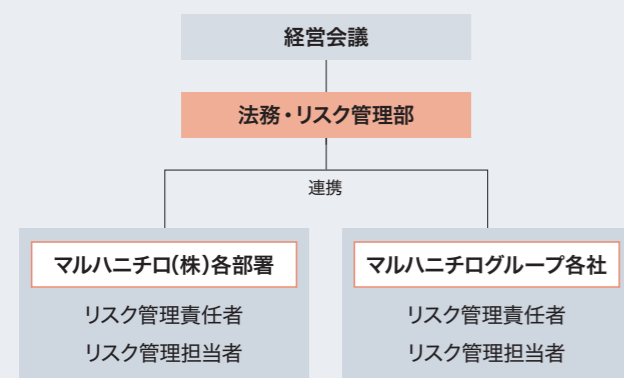 経営会議
法務・リスク管理部
連携
マルハニチロ(株)各部署
リスク管理責任者
リスク管理担当者
マルハニチログループ各社
リスク管理責任者
リスク管理担当者